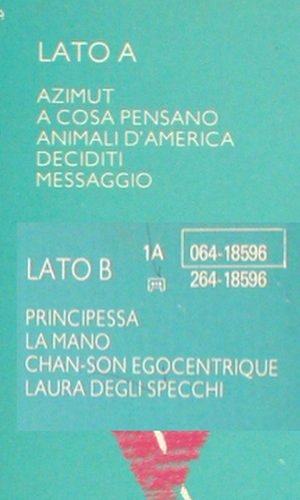 LATO A
AZIMUT
A COSA PENSANO
ANIMALI D'AMERICA
DECIDITI
MESSAGGIO
LATO B
1A 064-18596
264-18596
PRINCIPESSA
LA MANO
CHAN-SON EGOCENTRIQUE
LAURA DEGLI SPECCHI